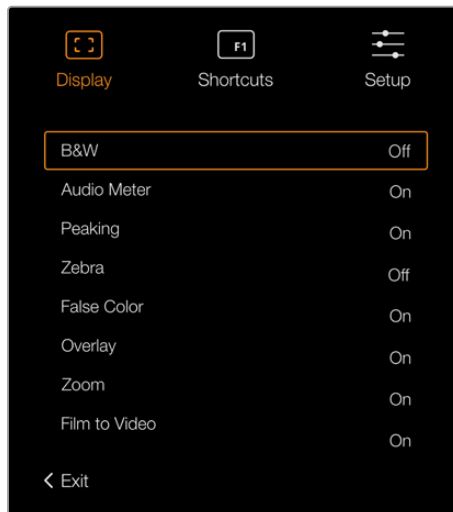 F1
Display Shortcuts Setup
B&W Off
Audio Meter On
Peaking On
Zebra Off
False Color On
Overlay On
Zoom On
Film to Video On
Exit